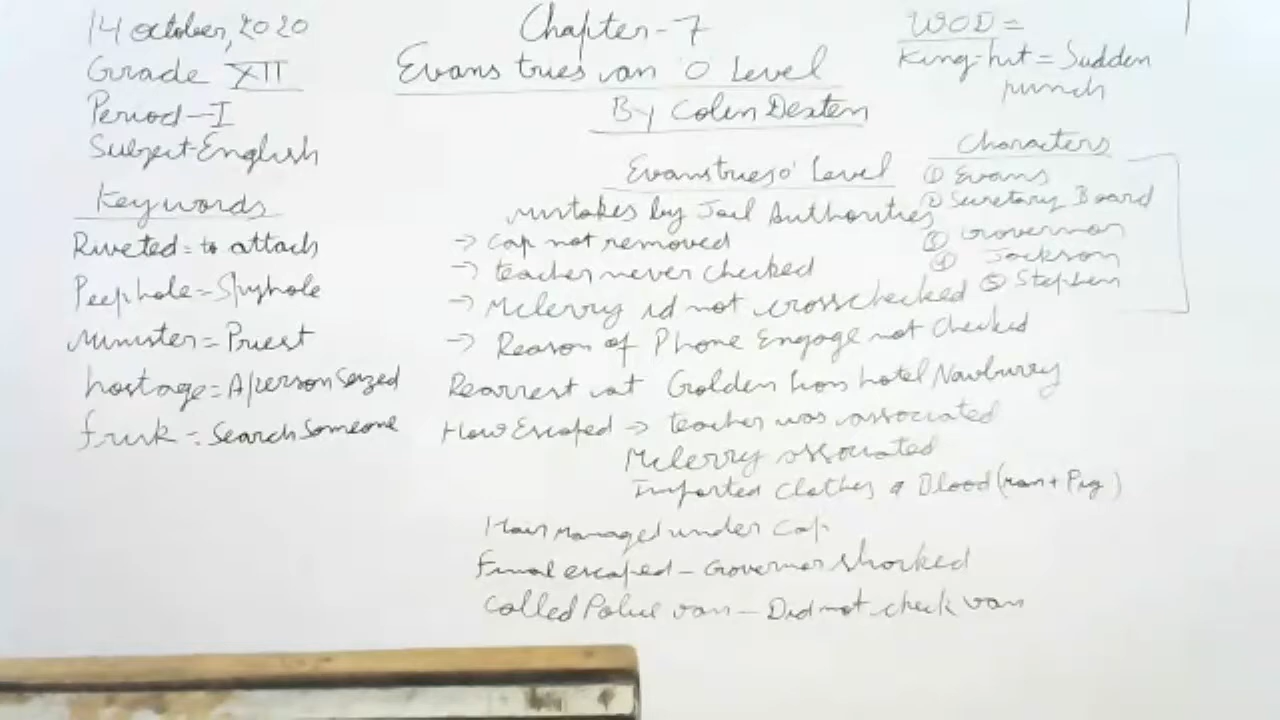 14 october, 2020
Grade XII
Period-I
Subject-English
Chapter-7
Evans tries an O Level
By Colin Dexter
WOD =
King-hit = Sudden
punch
Keywords
Riveted = to attach
Peephole = Spyhole
Minister = Priest
hostage = A person Seized
frisk = Search Someone
Evans tries O' Level
mistakes by Jail Authorities
-> Cap not removed
-> teacher never checked
-> Mclerry id not crosschecked
-> Reason of Phone Engage not Checked
Rearrest at Golden lion hotel Newburry
How Escaped -> teacher was associated
Mclerry associated
Imported Clothes & Blood (man + Pig)
Hair Managed under Cap
Final escaped - Governor shocked
Called Police van - Did not check van
Characters
① Evans
② Secretary Board
③ Governor
④ Jackson
⑤ Stephen